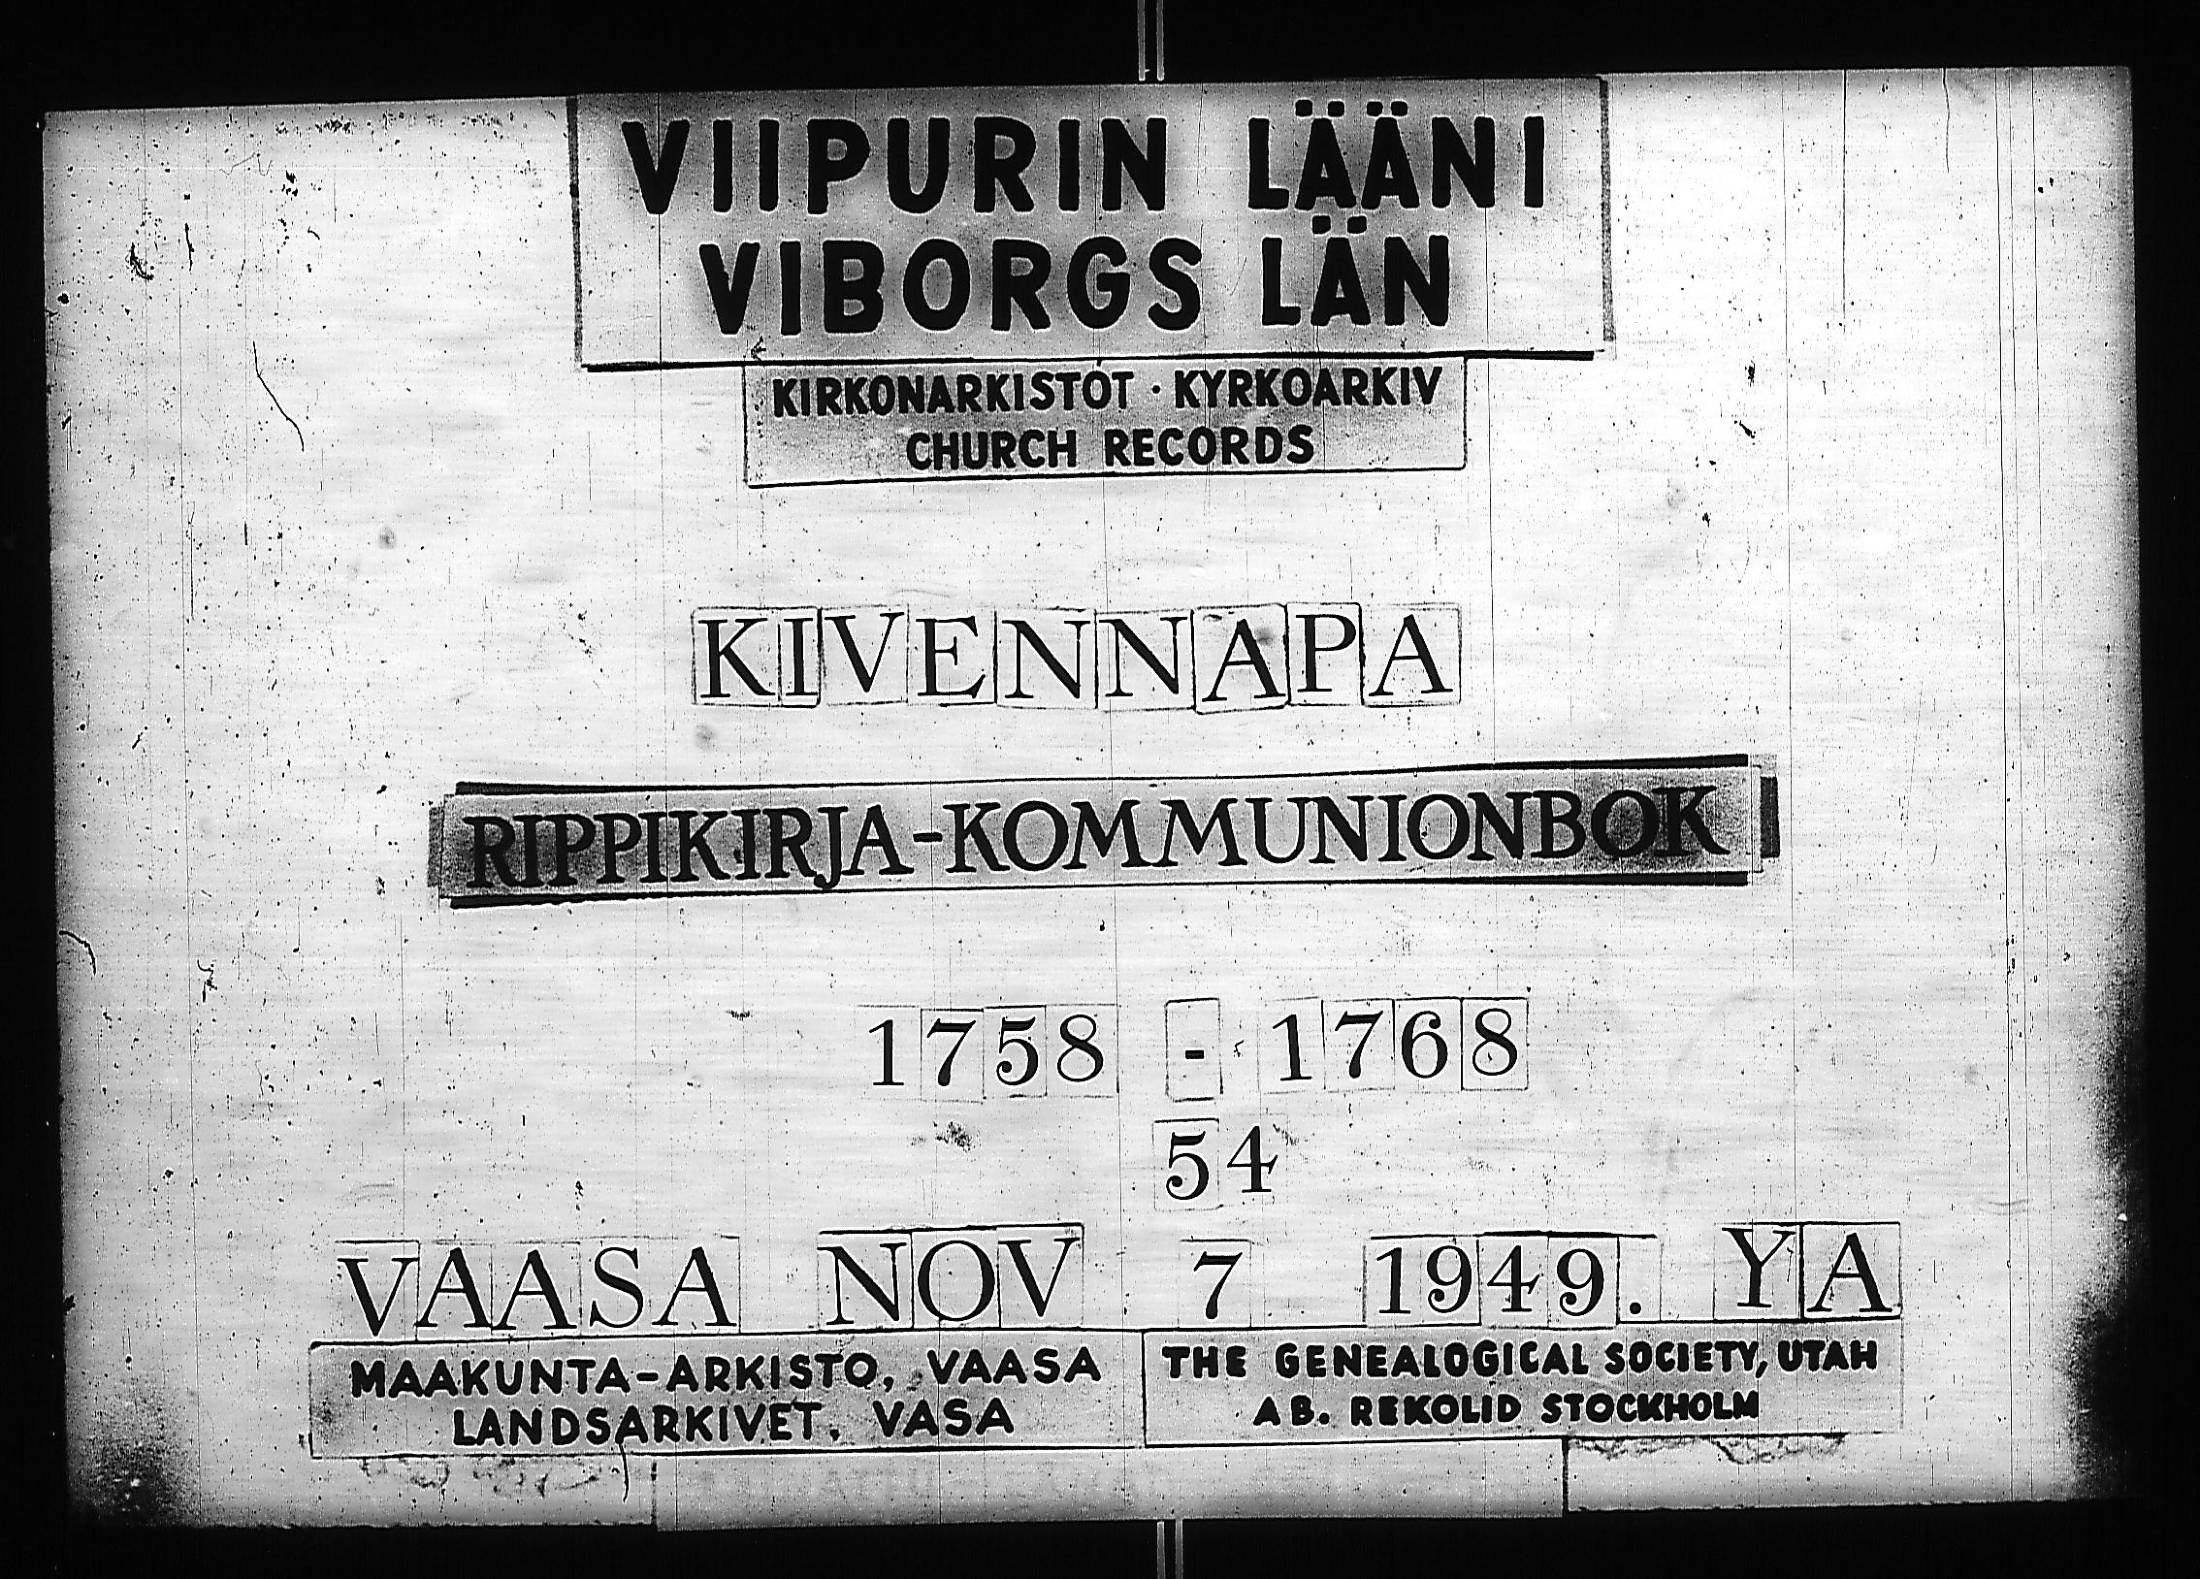 VIIPURIN LÄÄNI
VIBORGS LÄN
KIRKONARKISTOT · KYRKOARKIV
CHURCH RECORDS
KIVENNAPA
RIPPIKIRJA-KOMMUNIONBOK
1758 - 1768
54
VAASA NOV 7 1949. YA
MAAKUNTA-ARKISTO, VAASA
LANDSARKIVET, VASA
THE GENEALOGICAL SOCIETY, UTAH
AB. REKOLID STOCKHOLM